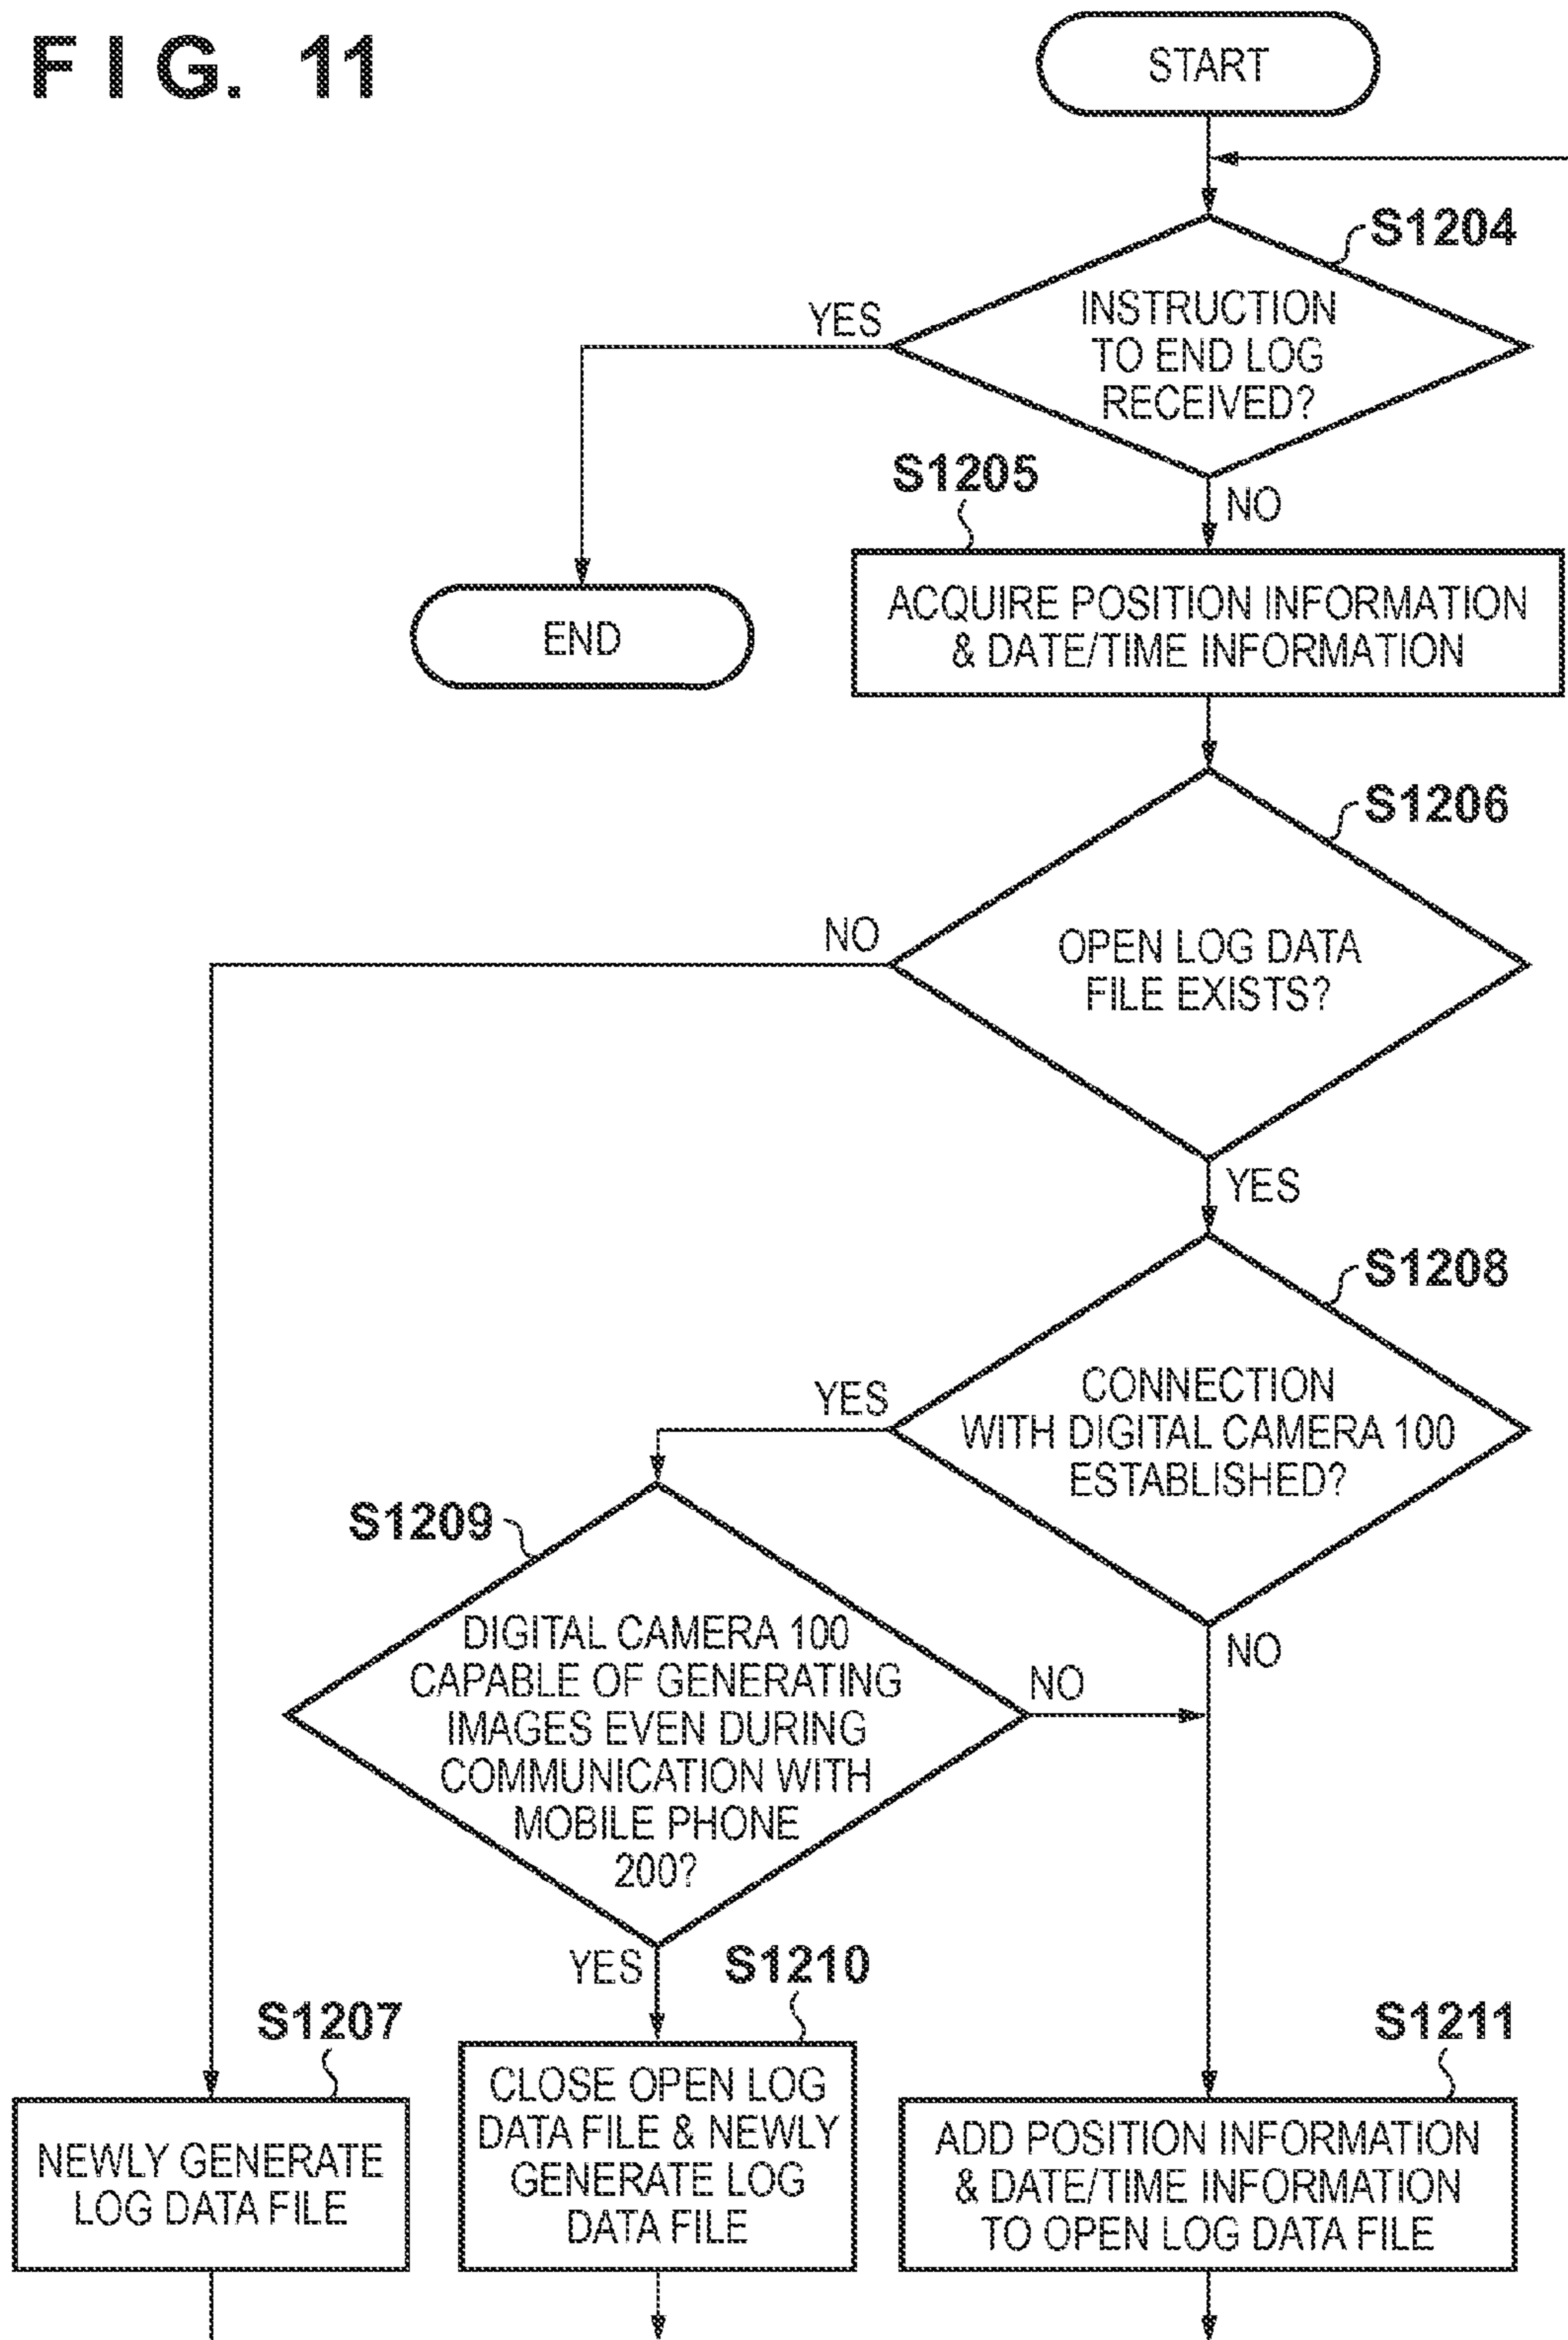 FIG. 11
START
S1204
INSTRUCTION
TO END LOG
RECEIVED?
YES
NO
S1205
ACQUIRE POSITION INFORMATION
& DATE/TIME INFORMATION
END
S1206
OPEN LOG DATA
FILE EXISTS?
NO
YES
S1208
CONNECTION
WITH DIGITAL CAMERA 100
ESTABLISHED?
YES
NO
S1209
DIGITAL CAMERA 100
CAPABLE OF GENERATING
IMAGES EVEN DURING
COMMUNICATION WITH
MOBILE PHONE
200?
NO
YES
S1207
NEWLY GENERATE
LOG DATA FILE
S1210
CLOSE OPEN LOG
DATA FILE & NEWLY
GENERATE LOG
DATA FILE
S1211
ADD POSITION INFORMATION
& DATE/TIME INFORMATION
TO OPEN LOG DATA FILE